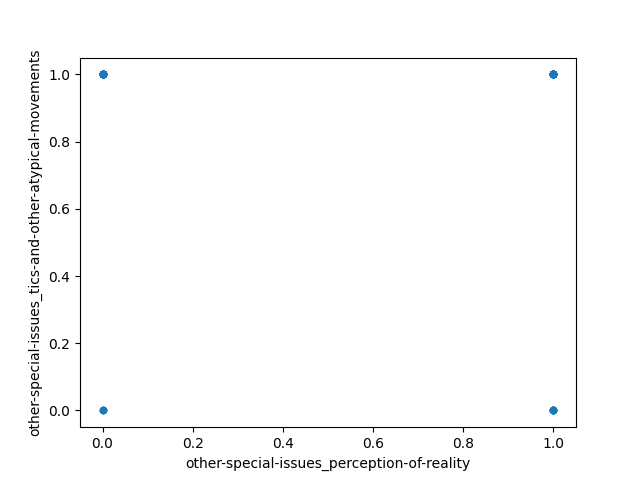 other-special-issues_tics-and-other-atypical-movements
1.0
0.8
0.6
0.4
0.2
0.0
0.0 0.2 0.4 0.6 0.8 1.0
other-special-issues_perception-of-reality